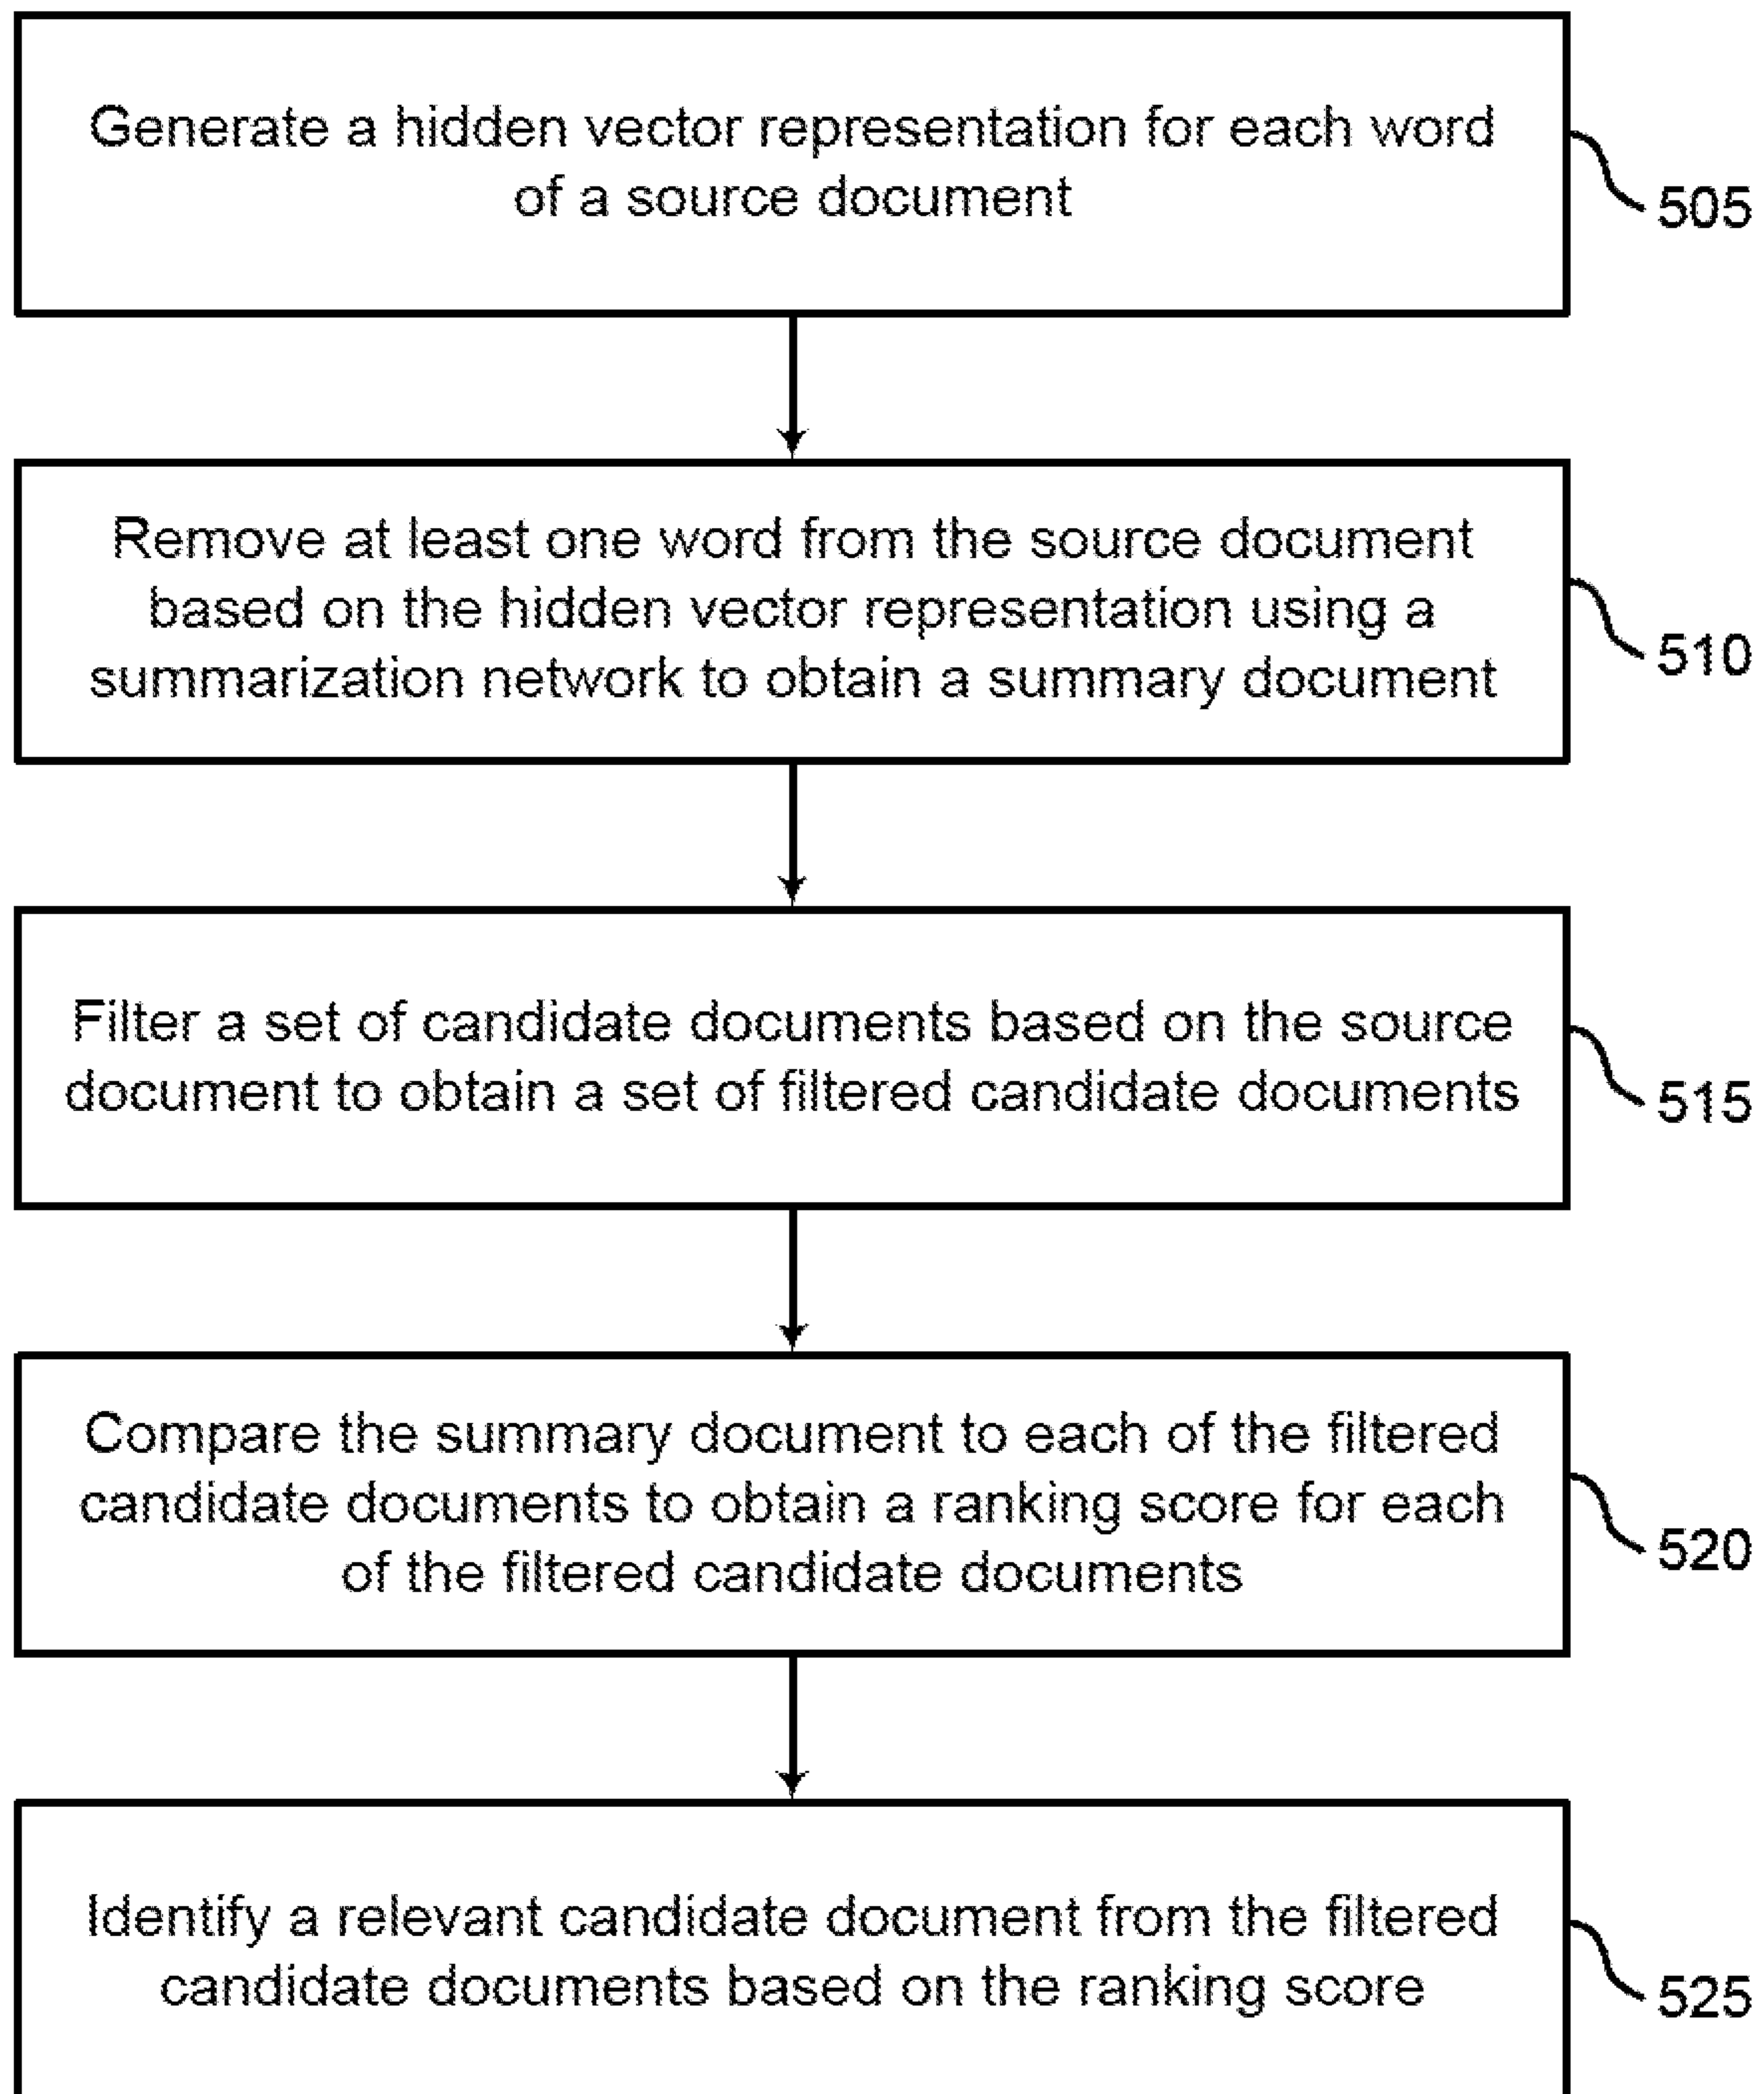 Generate a hidden vector representation for each word
of a source document
505
Remove at least one word from the source document
based on the hidden vector representation using a
summarization network to obtain a summary document
510
Filter a set of candidate documents based on the source
document to obtain a set of filtered candidate documents
515
Compare the summary document to each of the filtered
candidate documents to obtain a ranking score for each
of the filtered candidate documents
520
Identify a relevant candidate document from the filtered
candidate documents based on the ranking score
525